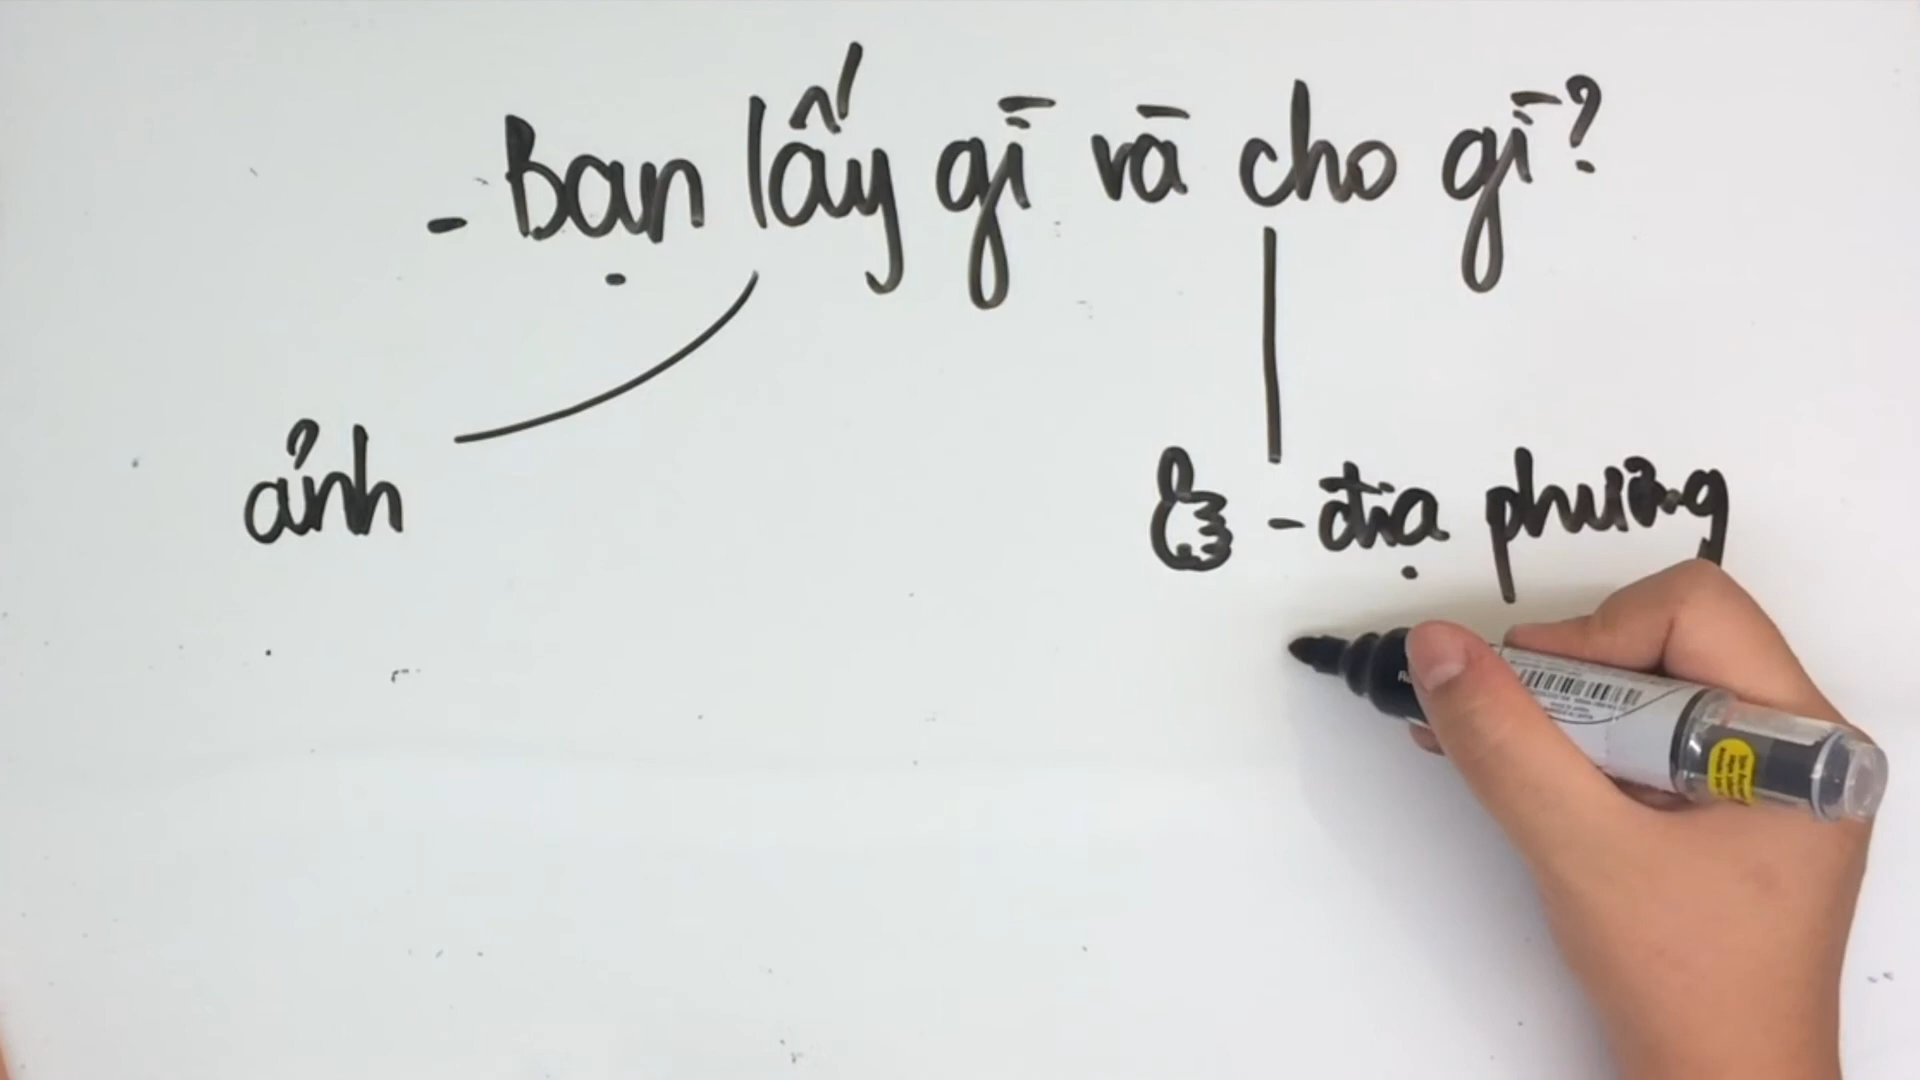 - Bạn lấy gì và cho gì?
ảnh
- địa phương